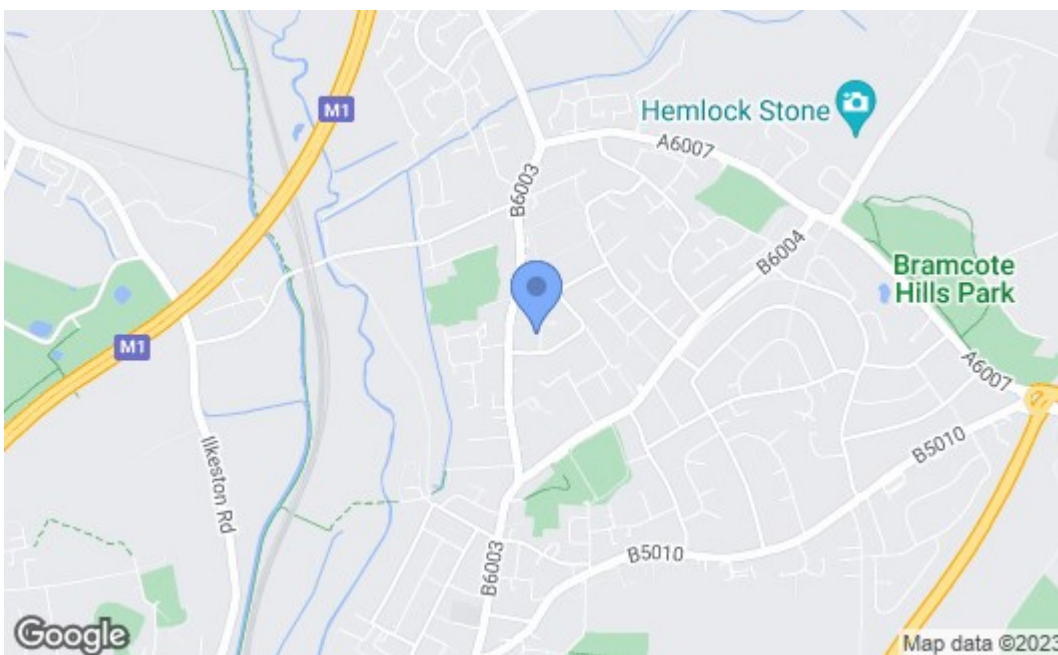 M1
Hemlock Stone
A6007
B6003
B6004
Bramcote
Hills Park
M1
A6007
Ilkeston Rd
B5010
B5010
B6003
Google
Map data ©2023